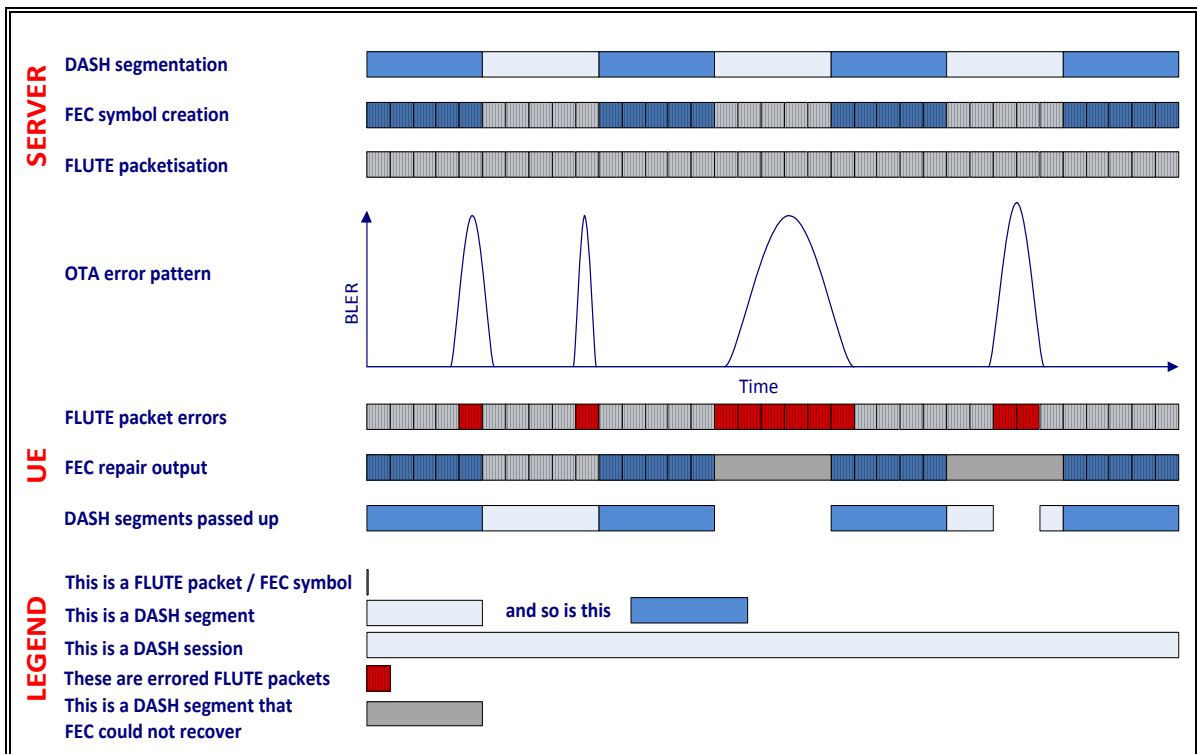 SERVER
DASH segmentation
FEC symbol creation
FLUTE packetisation
OTA error pattern
BLER
Time
UE
FLUTE packet errors
FEC repair output
DASH segments passed up
LEGEND
This is a FLUTE packet / FEC symbol
This is a DASH segment and so is this
This is a DASH session
These are errored FLUTE packets
This is a DASH segment that
FEC could not recover